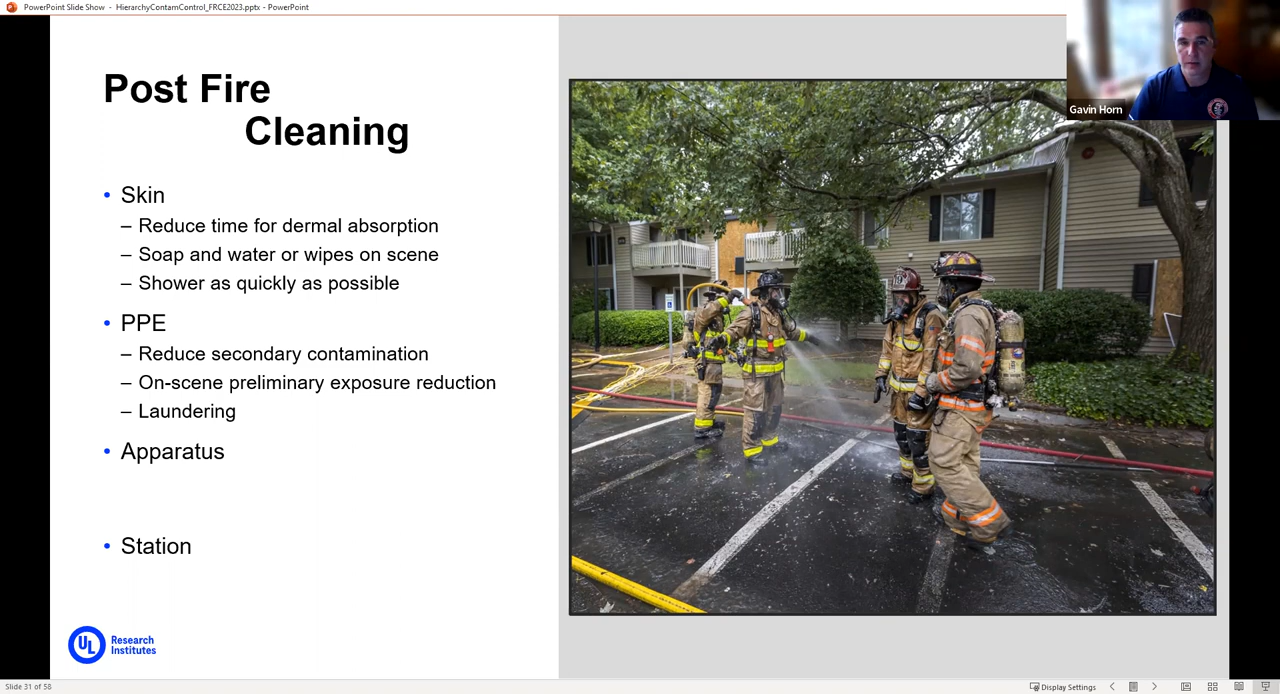 PowerPoint Slide Show - HierarchyContamControl_FRCE2023.pptx - PowerPoint
Gavin Horn
Post Fire
Cleaning
• Skin
– Reduce time for dermal absorption
– Soap and water or wipes on scene
– Shower as quickly as possible
• PPE
– Reduce secondary contamination
– On-scene preliminary exposure reduction
– Laundering
• Apparatus
• Station
UL Research
Institutes
Slide 31 of 58
Display Settings